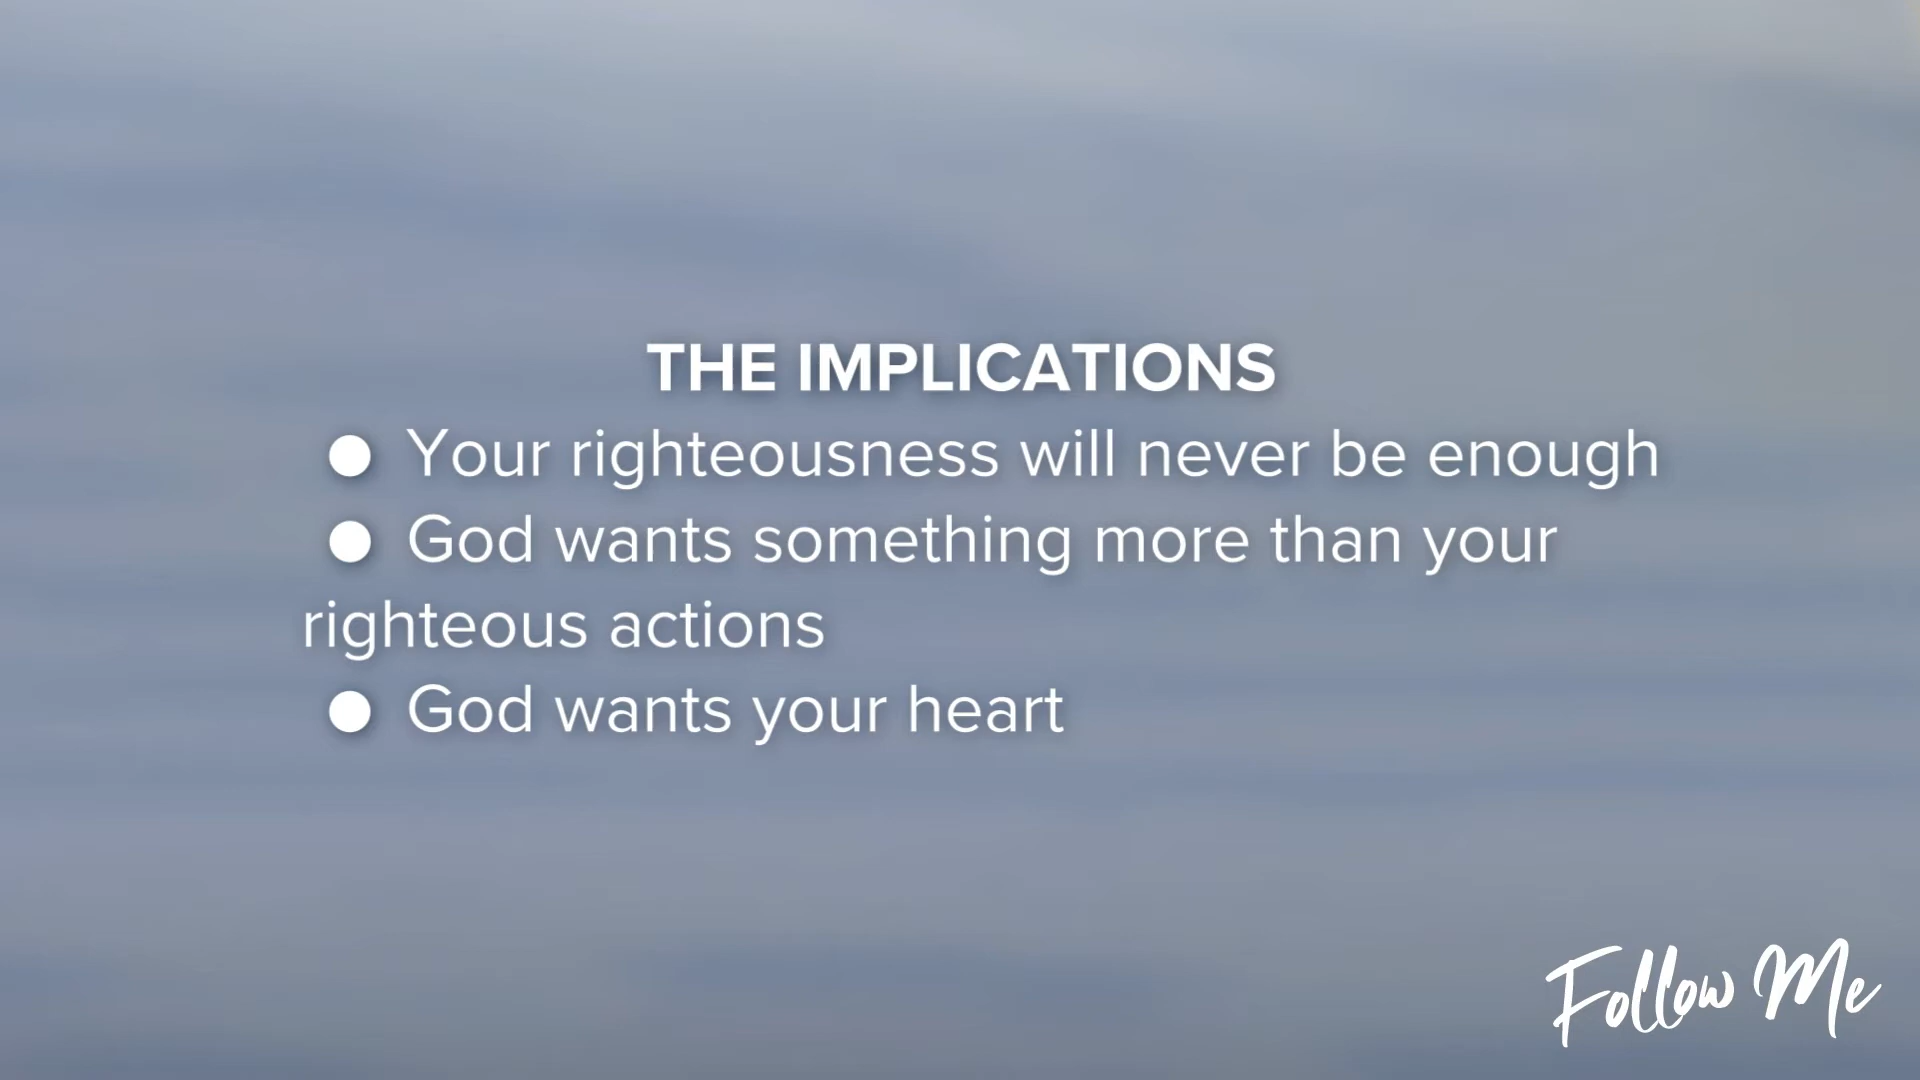 THE IMPLICATIONS
● Your righteousness will never be enough
● God wants something more than your
righteous actions
● God wants your heart
Follow Me